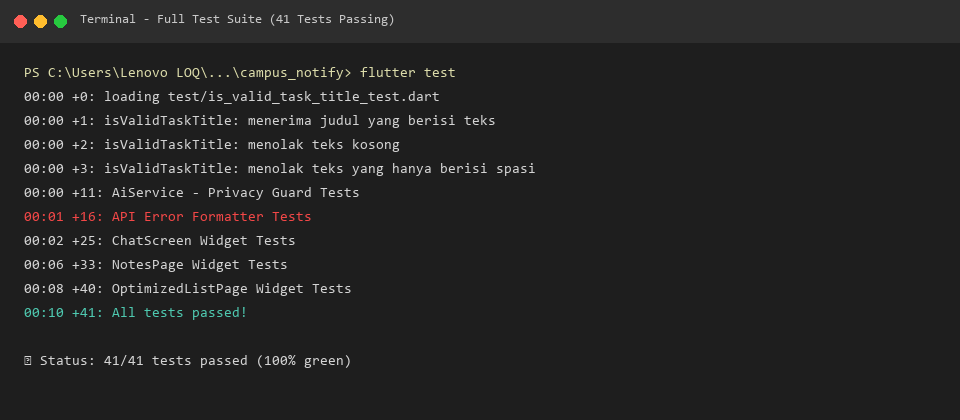 Terminal - Full Test Suite (41 Tests Passing)
PS C:\Users\Lenovo LOQ\...\campus_notify> flutter test
00:00 +0: loading test/is_valid_task_title_test.dart
00:00 +1: isValidTaskTitle: menerima judul yang berisi teks
00:00 +2: isValidTaskTitle: menolak teks kosong
00:00 +3: isValidTaskTitle: menolak teks yang hanya berisi spasi
00:00 +11: AiService - Privacy Guard Tests
00:01 +16: API Error Formatter Tests
00:02 +25: ChatScreen Widget Tests
00:06 +33: NotesPage Widget Tests
00:08 +40: OptimizedListPage Widget Tests
00:10 +41: All tests passed!
Status: 41/41 tests passed (100% green)